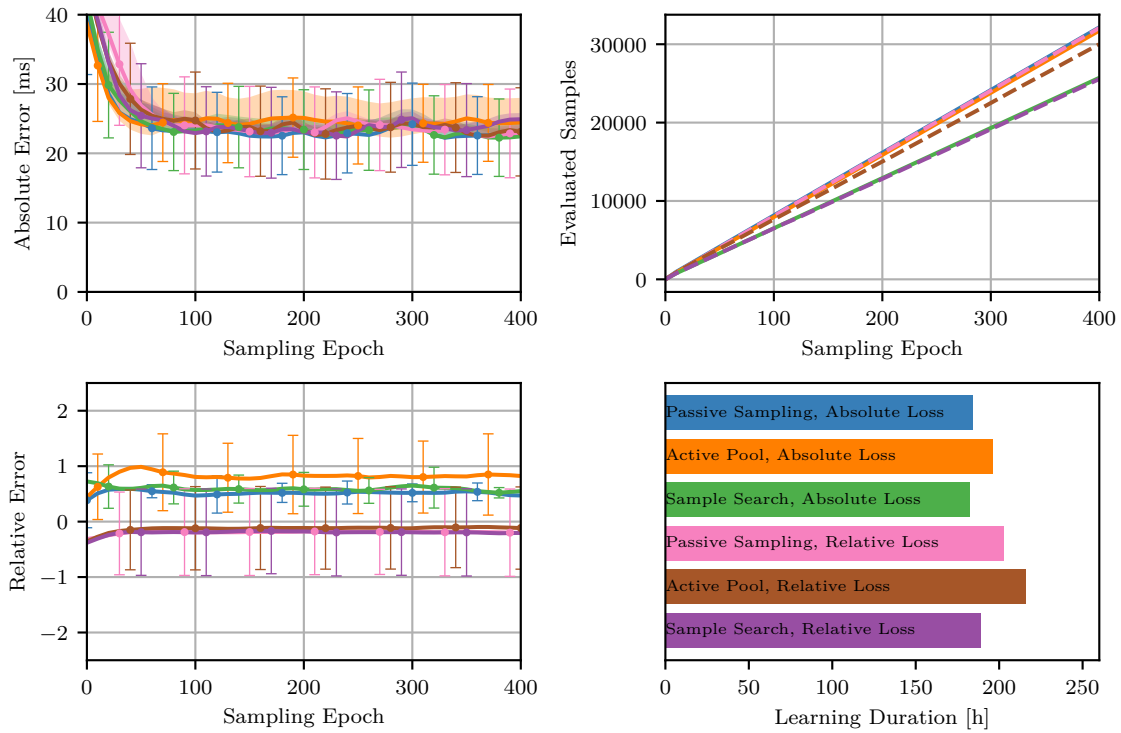 40
30
20
10
0
Absolute Error [ms]
0 100 200 300 400
Sampling Epoch
30000
20000
10000
0
Evaluated Samples
0 100 200 300 400
Sampling Epoch
2
1
0
−1
−2
Relative Error
0 100 200 300 400
Sampling Epoch
Passive Sampling, Absolute Loss
Active Pool, Absolute Loss
Sample Search, Absolute Loss
Passive Sampling, Relative Loss
Active Pool, Relative Loss
Sample Search, Relative Loss
0 50 100 150 200 250
Learning Duration [h]